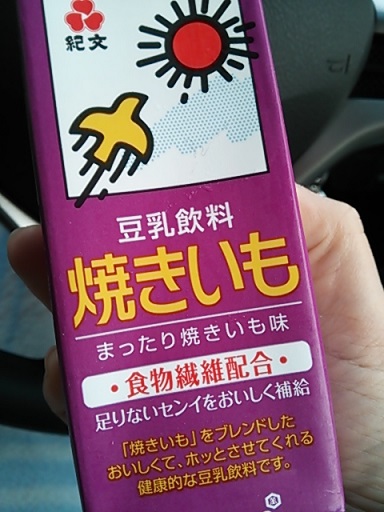 紀文
豆乳飲料
焼きいも
まったり焼きいも味
・食物繊維配合・
足りないセンイをおいしく補給
「焼きいも」をブレンドした
おいしくて、ホッとさせてくれる
健康的な豆乳飲料です。